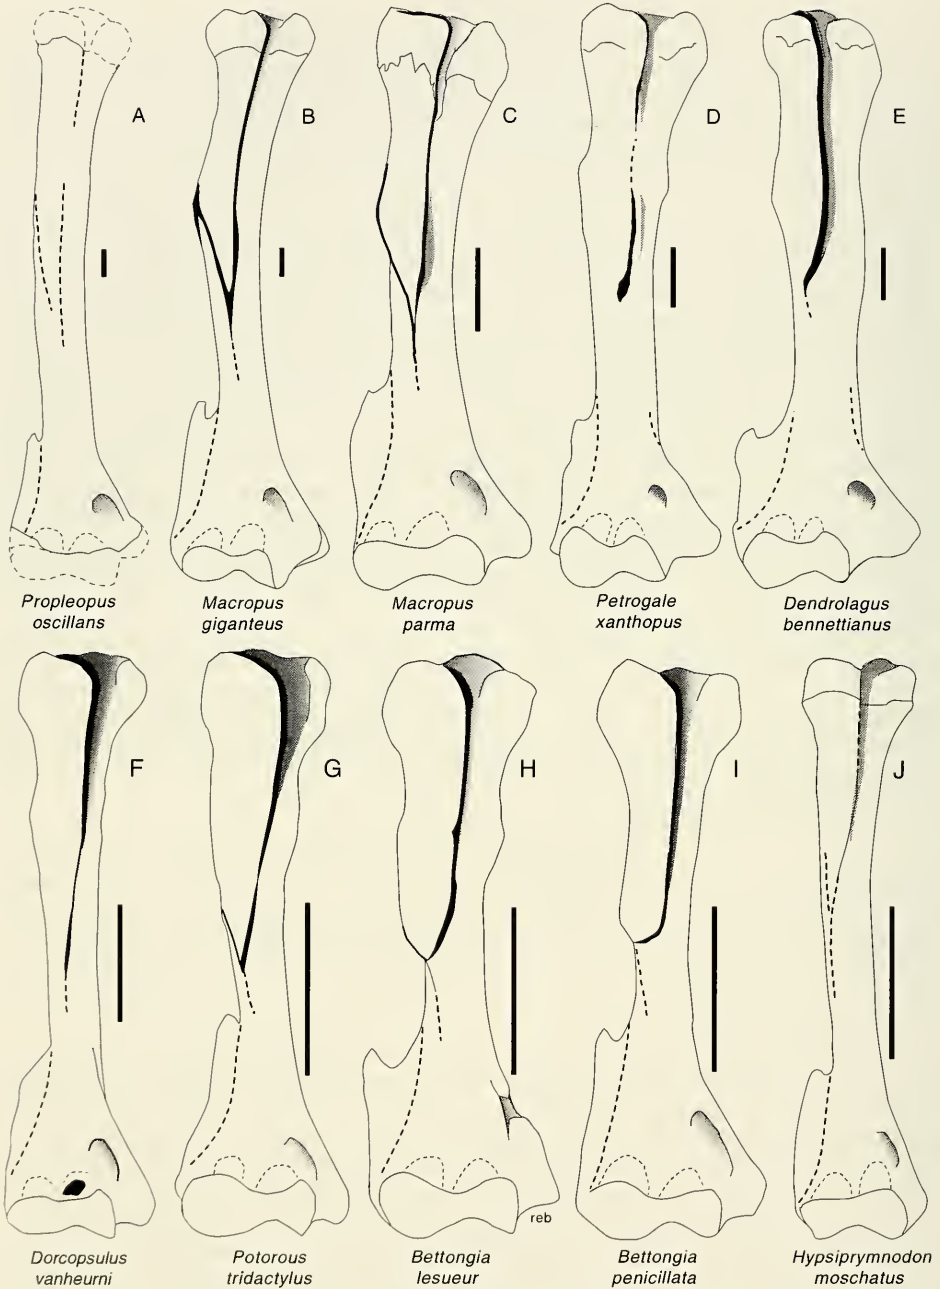 A
B
C
D
E
Propleopus
oscillans
Macropus
giganteus
Macropus
parma
Petrogale
xanthopus
Dendrolagus
bennettianus
F
G
H
I
J
reb
Dorcopsulus
vanheurni
Potorous
tridactylus
Bettongia
lesueur
Bettongia
penicillata
Hypsiprymnodon
moschatus